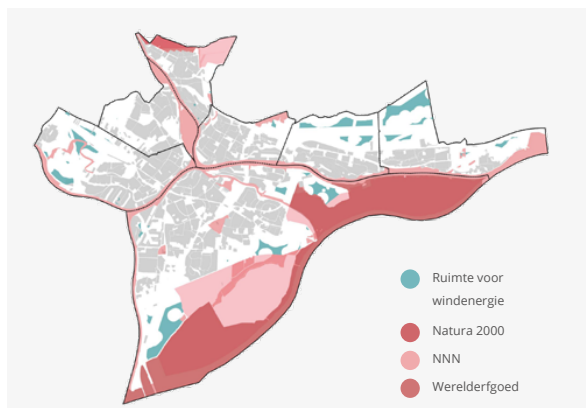 Ruimte voor
windenergie
Natura 2000
NNN
Werelderfgoed